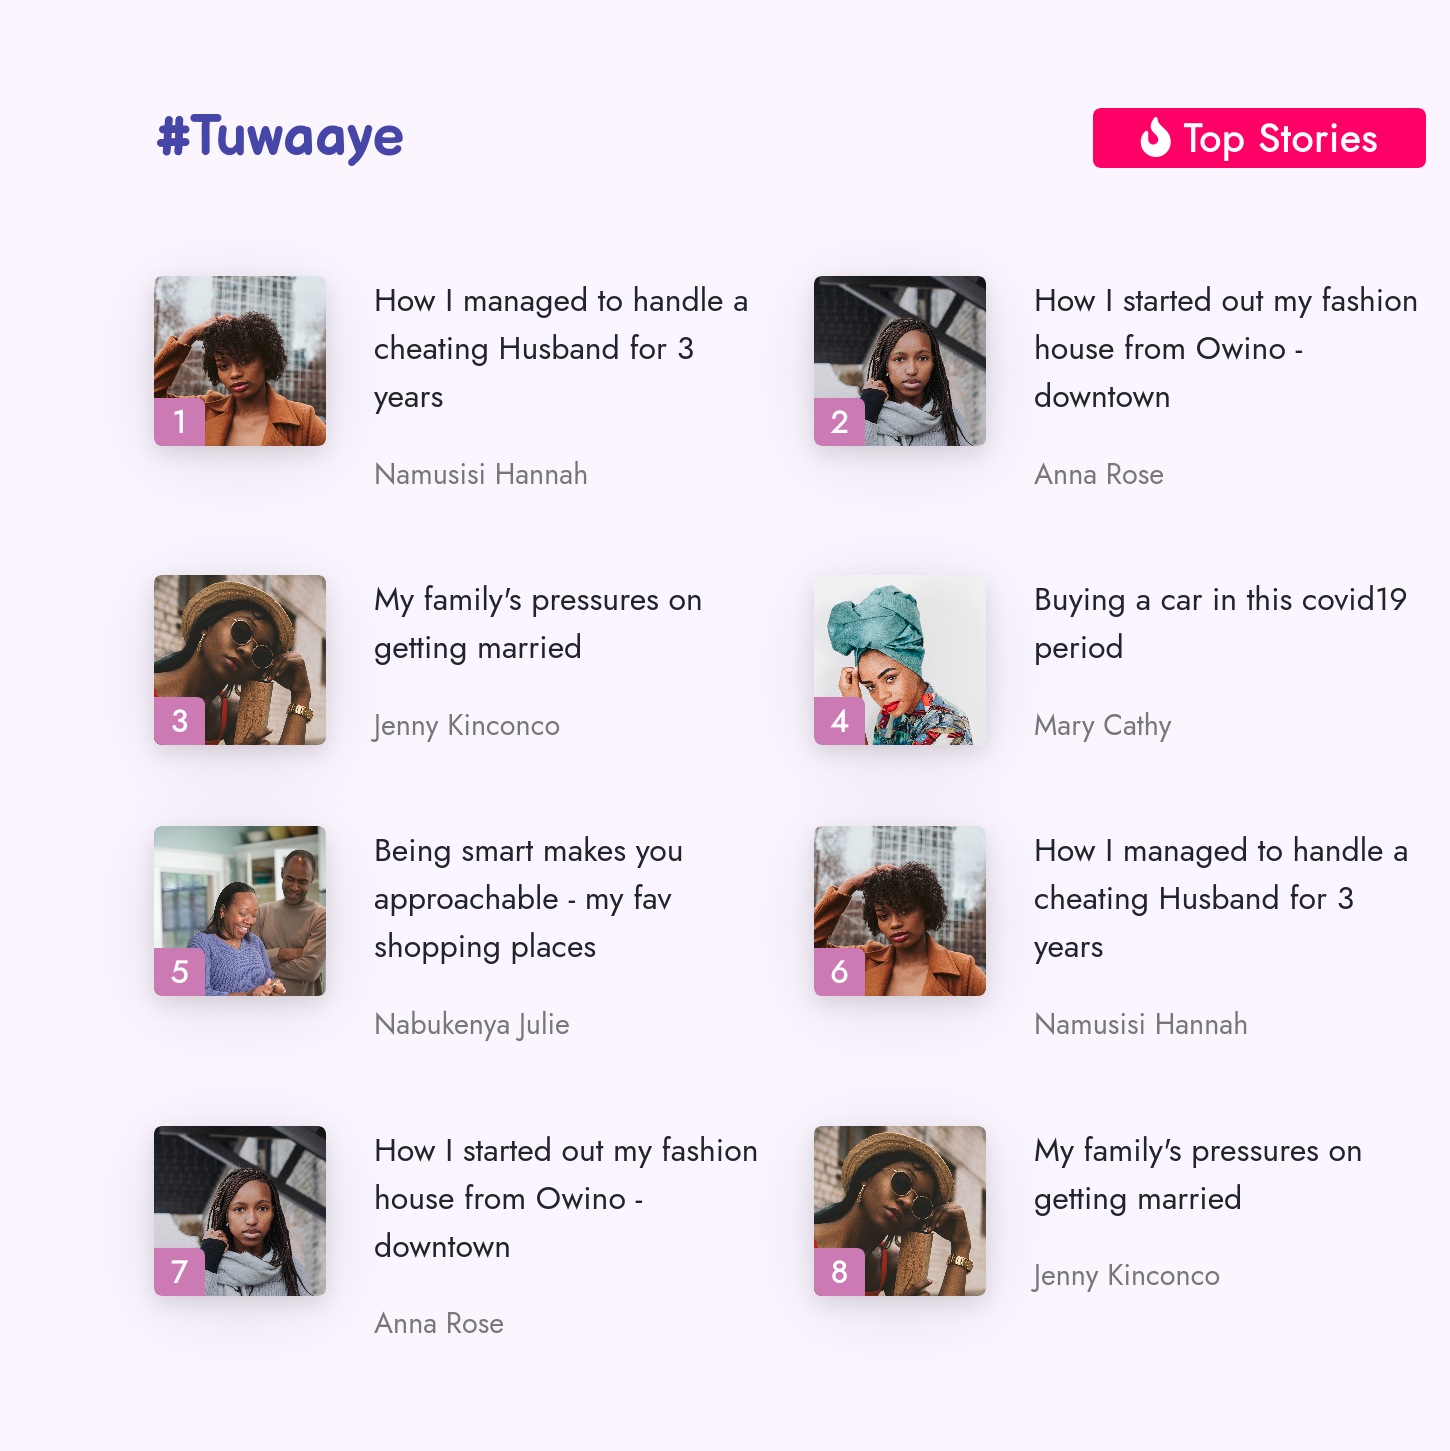 #Tuwaaye
Top Stories
1
How I managed to handle a
cheating Husband for 3
years
Namusisi Hannah
2
How I started out my fashion
house from Owino -
downtown
Anna Rose
3
My family's pressures on
getting married
Jenny Kinconco
4
Buying a car in this covid19
period
Mary Cathy
5
Being smart makes you
approachable - my fav
shopping places
Nabukenya Julie
6
How I managed to handle a
cheating Husband for 3
years
Namusisi Hannah
7
How I started out my fashion
house from Owino -
downtown
Anna Rose
8
My family's pressures on
getting married
Jenny Kinconco